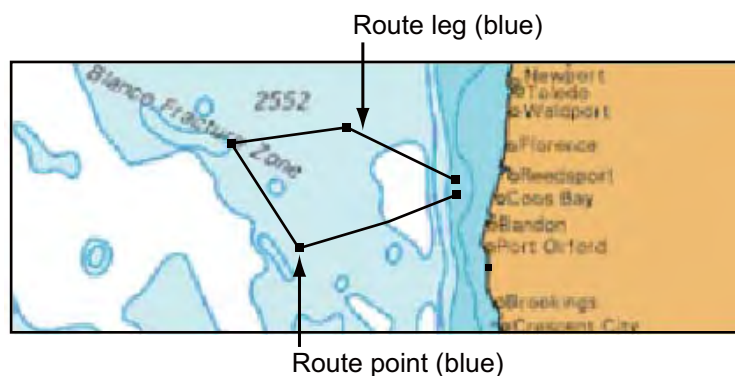 Route leg (blue)
Blanco Fracture Zone
2552
Newport
Toledo
Waldport
Florence
Reedsport
Coos Bay
Bandon
Port Orford
Brookings
Crescent City
Route point (blue)